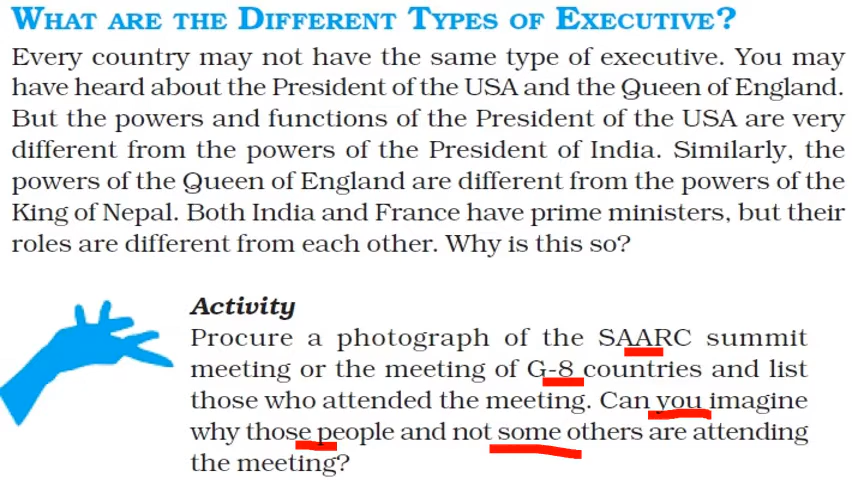 WHAT ARE THE DIFFERENT TYPES OF EXECUTIVE?
Every country may not have the same type of executive. You may
have heard about the President of the USA and the Queen of England.
But the powers and functions of the President of the USA are very
different from the powers of the President of India. Similarly, the
powers of the Queen of England are different from the powers of the
King of Nepal. Both India and France have prime ministers, but their
roles are different from each other. Why is this so?
Activity
Procure a photograph of the SAARC summit
meeting or the meeting of G-8 countries and list
those who attended the meeting. Can you imagine
why those people and not some others are attending
the meeting?